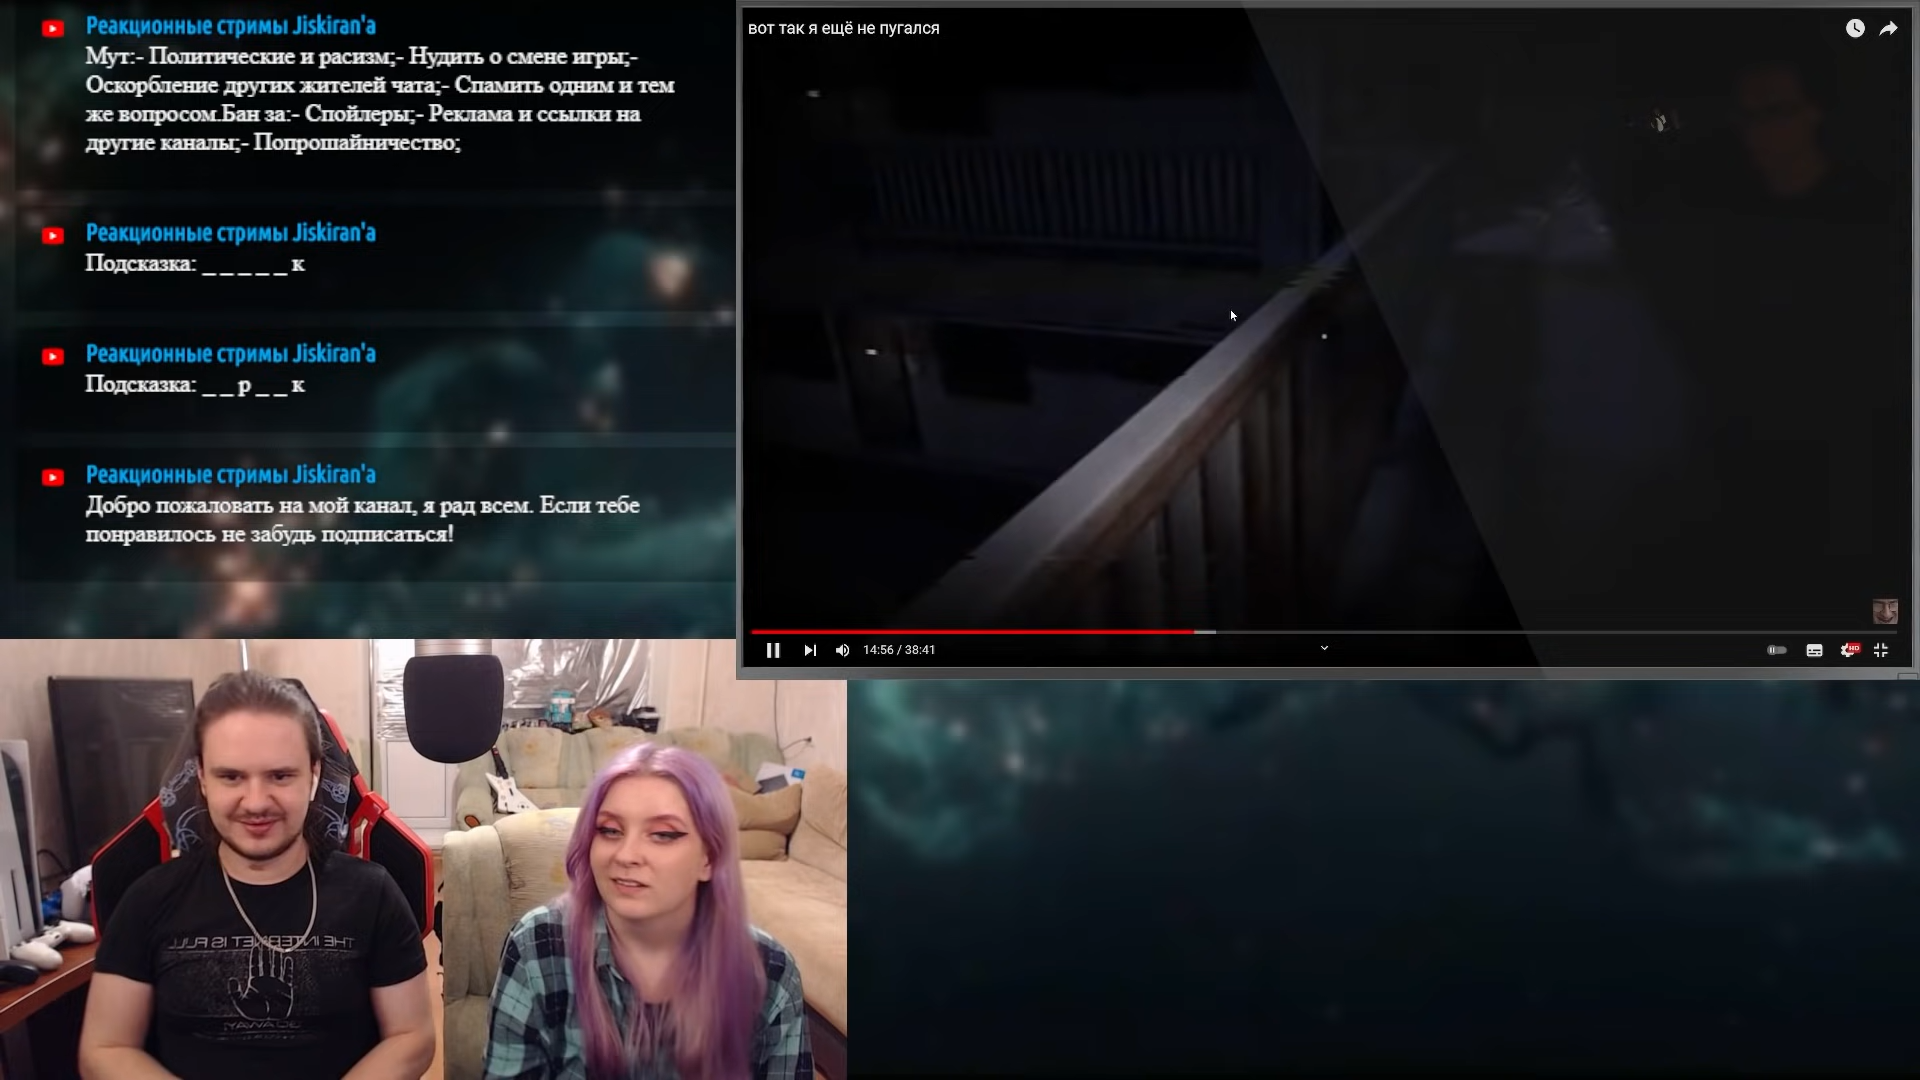 Реакционные стримы Jiskiran'а
Мут:- Политические и расизм;- Нудить о смене игры;-
Оскорбление других жителей чата;- Спамить одним и тем
же вопросом.Бан за:- Спойлеры;- Реклама и ссылки на
другие каналы;- Попрошайничество;
Реакционные стримы Jiskiran'а
Подсказка: _ _ _ _ _ к
Реакционные стримы Jiskiran'а
Подсказка: _ _ р _ _ к
Реакционные стримы Jiskiran'а
Добро пожаловать на мой канал, я рад всем. Если тебе
понравилось не забудь подписаться!
вот так я ещё не пугался
14:56 / 38:41
HD
THE INTERNET IS FULL
GO AWAY